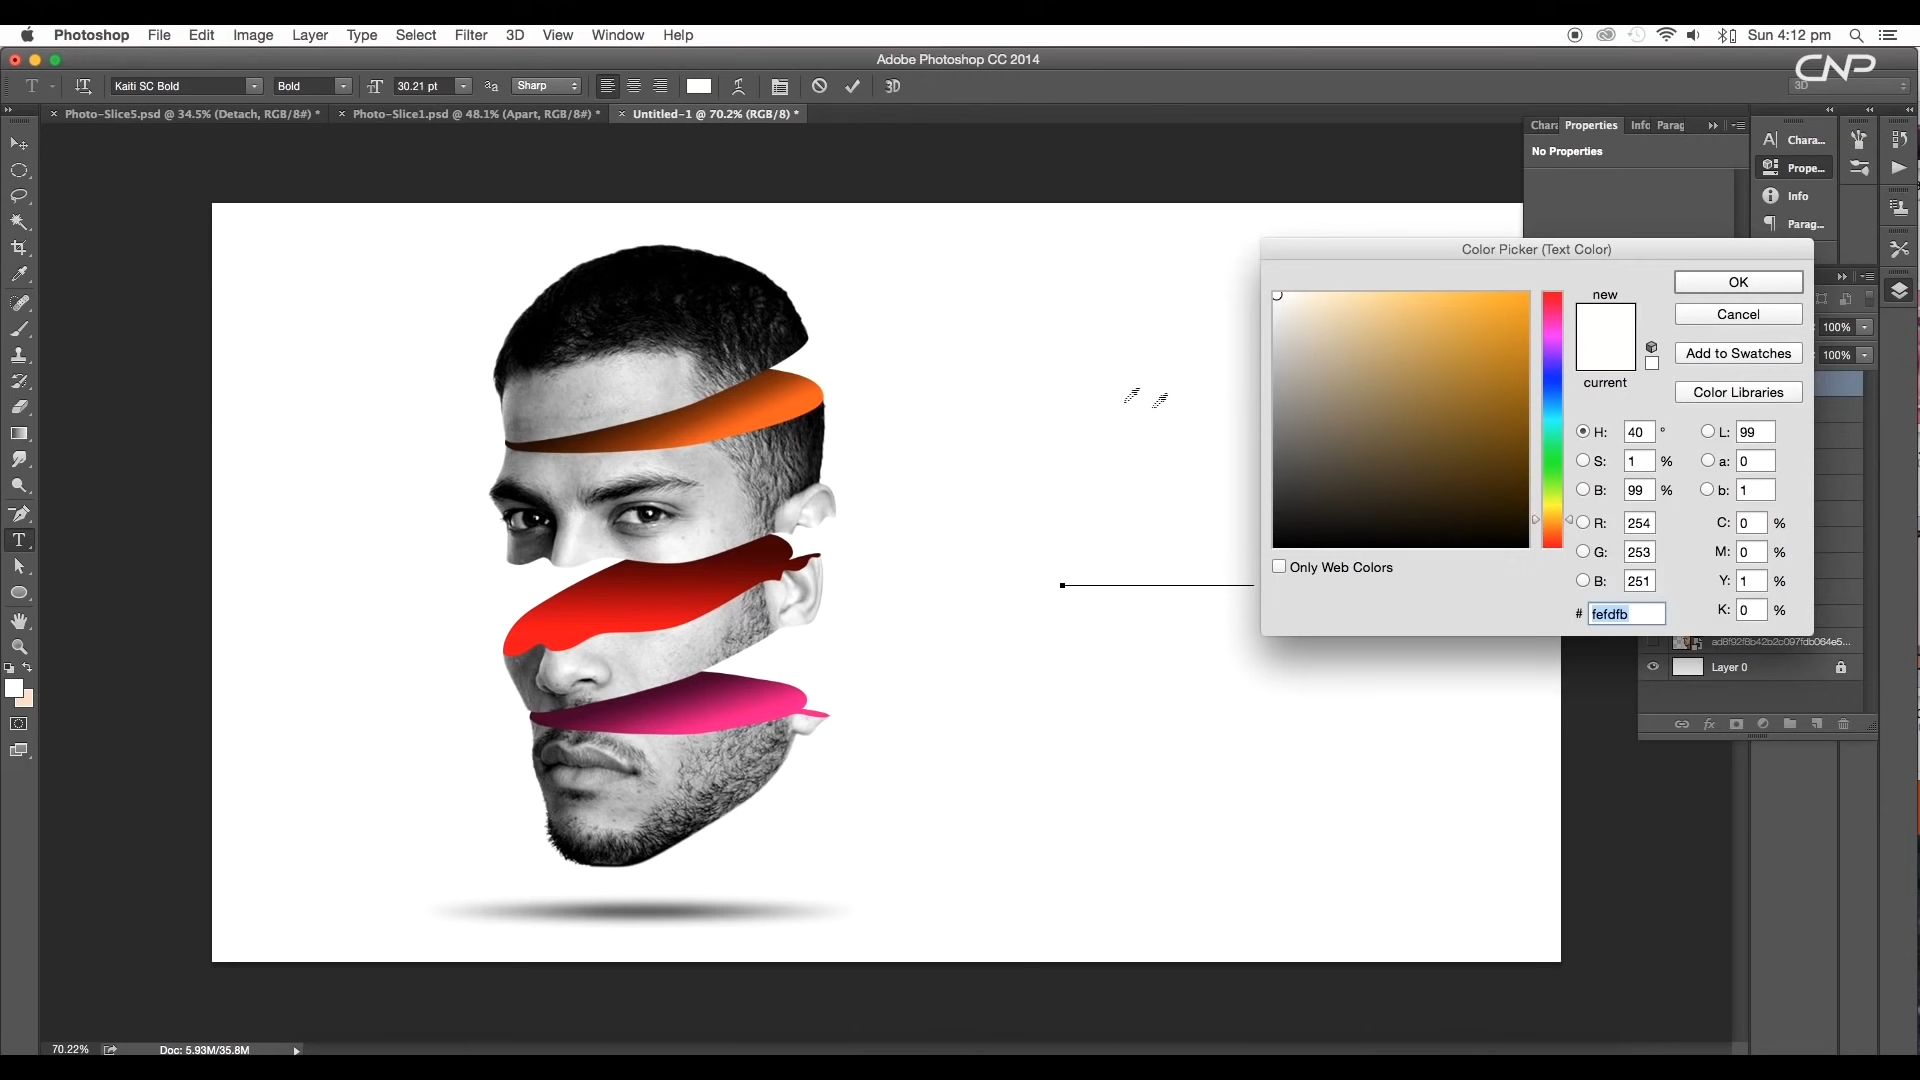 Photoshop File Edit Image Layer Type Select Filter 3D View Window Help Sun 4:12 pm
Adobe Photoshop CC 2014
CNP
T Kaiti SC Bold Bold 30.21 pt aa Sharp 3D 3D
Photo-Slice5.psd @ 34.5% (Detach, RGB/8#) * Photo-Slice1.psd @ 48.1% (Apart, RGB/8#) * Untitled-1 @ 70.2% (RGB/8) *
Chara Properties Info Parag
No Properties
Chara...
Prope...
Info
Parag...
Color Picker (Text Color)
OK
new
Cancel
100%
Add to Swatches
100%
current
Color Libraries
H: 40 ° L: 99
S: 1 % a: 0
B: 99 % b: 1
R: 254 C: 0 %
G: 253 M: 0 %
Only Web Colors
B: 251 Y: 1 %
# fefdfb K: 0 %
ad8f92f8b42b2c097fdb064e5...
Layer 0
70.22% Doc: 5.93M/35.8M